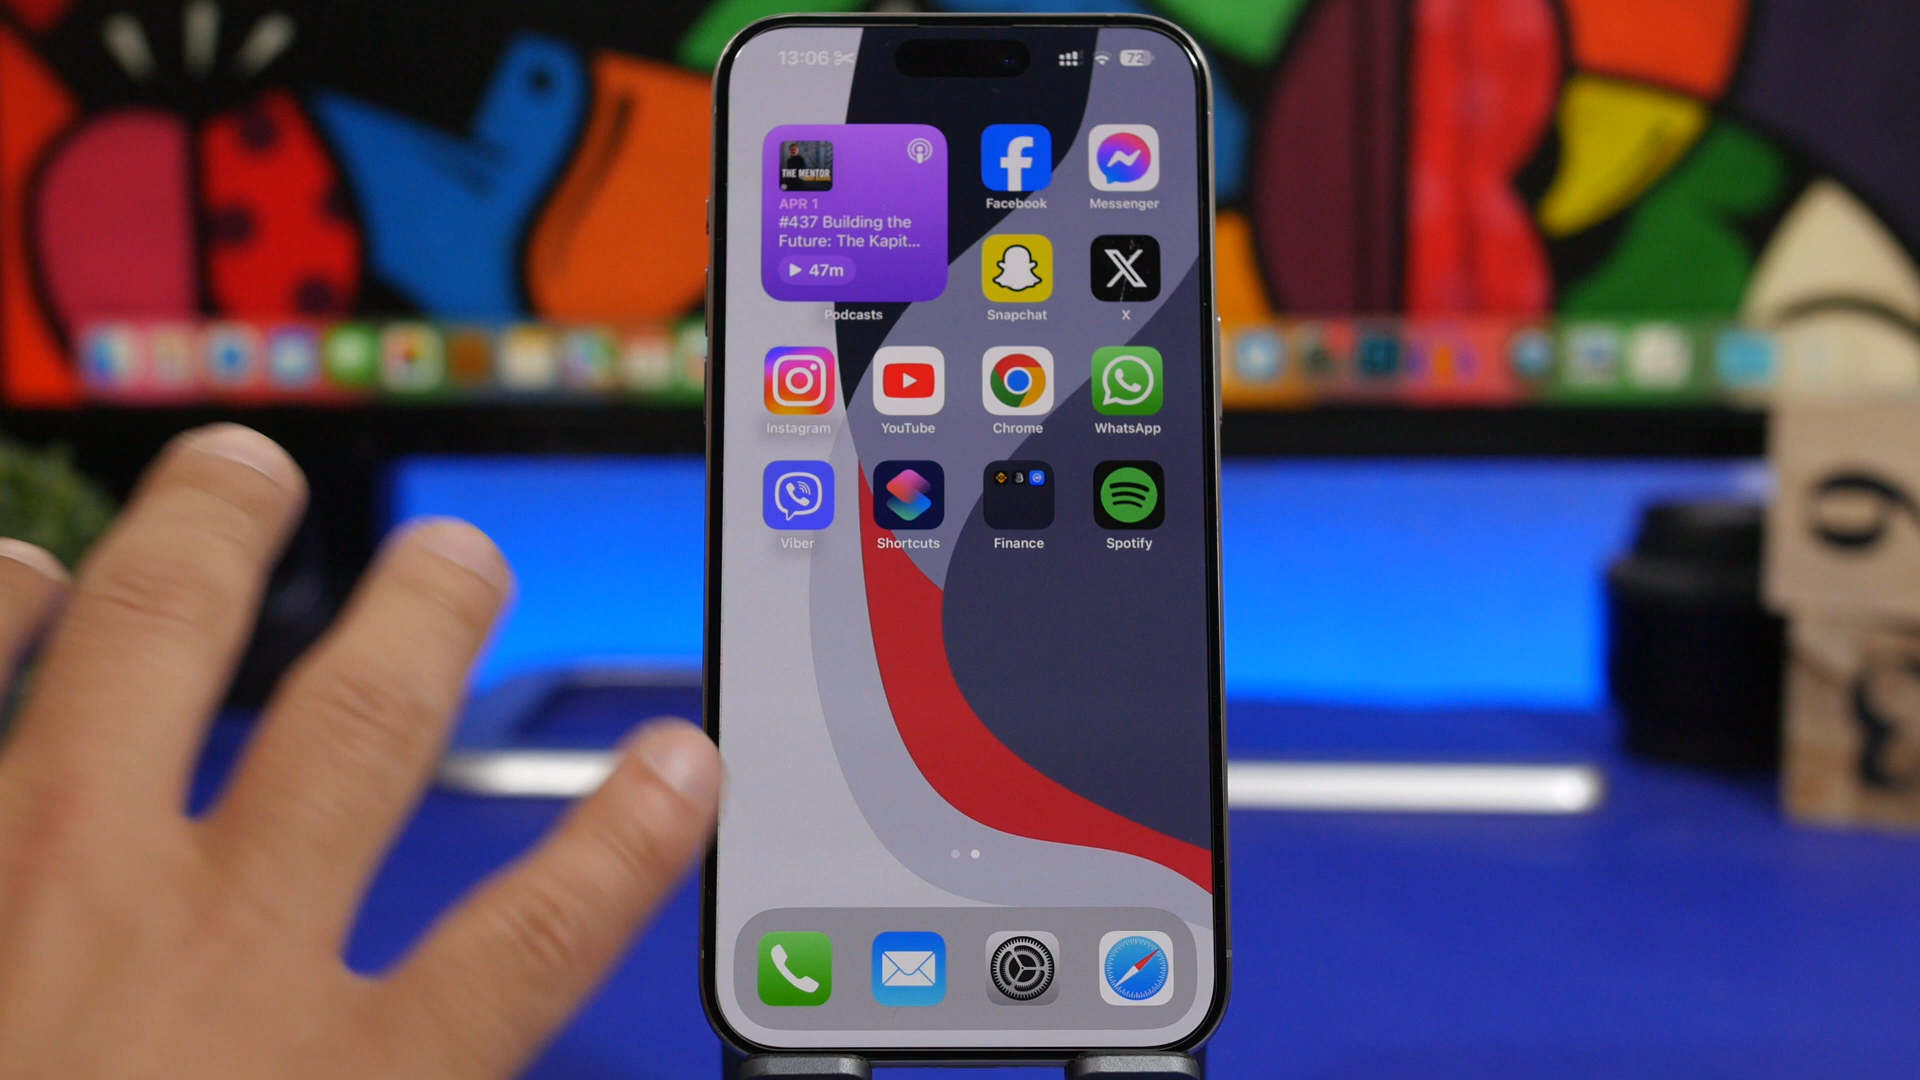 13:06
72
THE MENTOR
APR 1
#437 Building the
Future: The Kapit...
47m
Podcasts
Facebook
Messenger
Snapchat
X
Instagram
YouTube
Chrome
WhatsApp
Viber
Shortcuts
Finance
Spotify